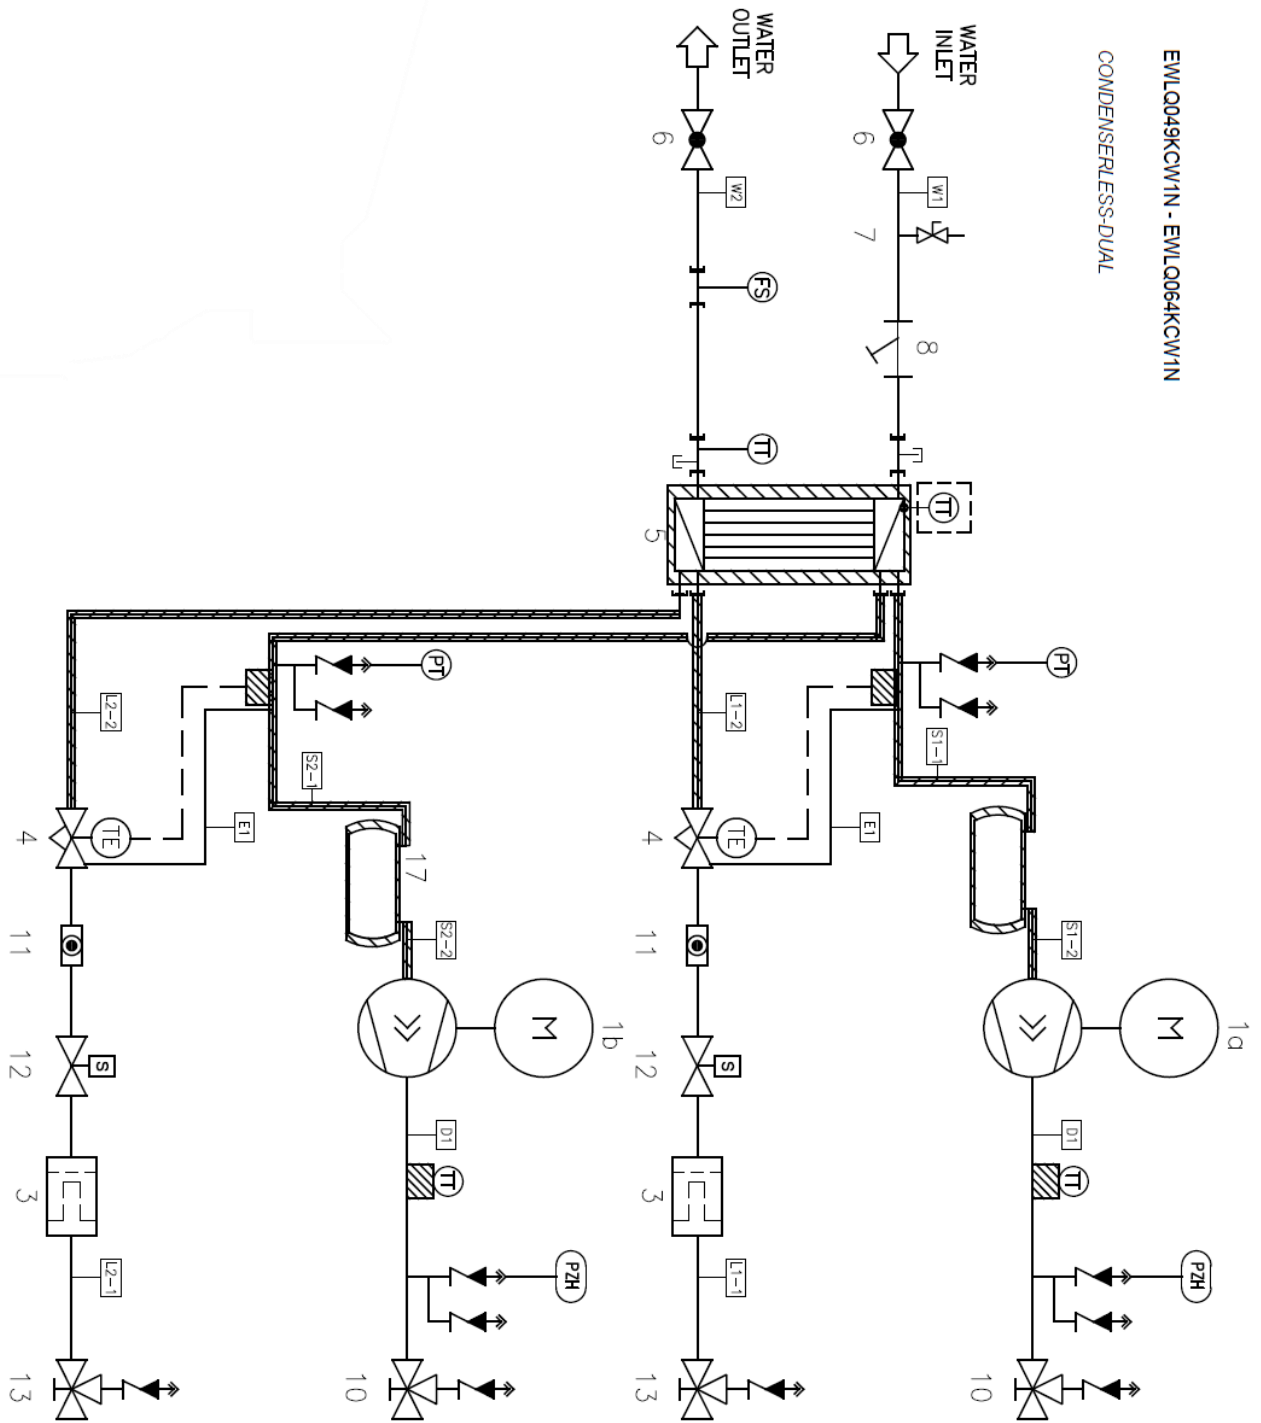 EWLQ049KCW1N - EWLQ064KCW1N
CONDENSERLESS-DUAL
1a
M
PZH
PT
D1
TT
S1-2
S1-1
10
WATER
INLET
W1
8
TT
6
7
E1
WATER
OUTLET
W2
FS
TT
TE
L1-2
S
L1-1
6
5
4
11
12
3
13
1b
M
PZH
PT
S2-2
D1
TT
17
S2-1
10
E1
TE
L2-2
S
L2-1
4
11
12
3
13